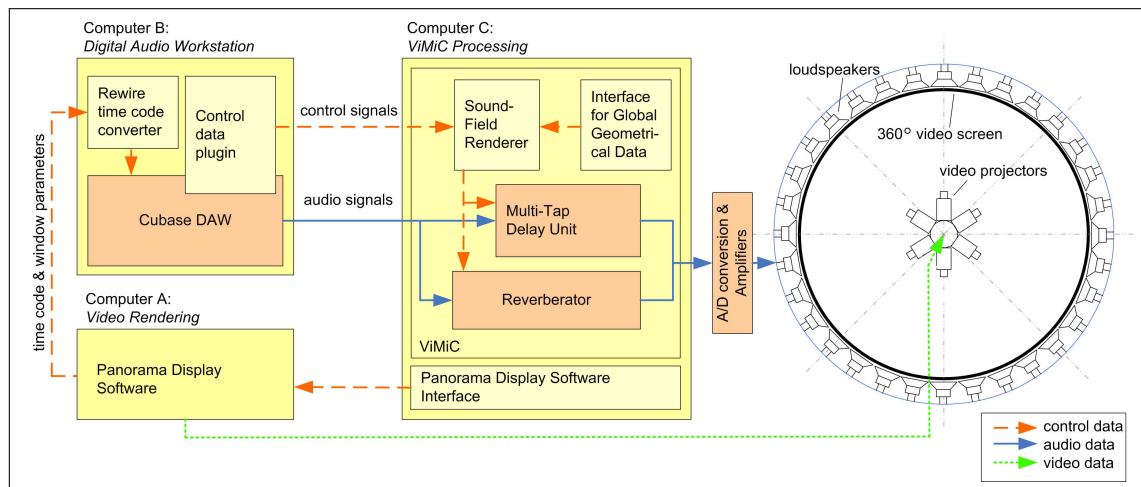 Computer B:
Digital Audio Workstation
Rewire
time code
converter
Control
data
plugin
Cubase DAW
time code & window parameters
Computer A:
Video Rendering
Panorama Display
Software
control signals
audio signals
Computer C:
ViMiC Processing
Sound-
Field
Renderer
Interface
for Global
Geometri-
cal Data
Multi-Tap
Delay Unit
Reverberator
ViMiC
Panorama Display Software
Interface
A/D conversion &
Amplifiers
loudspeakers
360° video screen
video projectors
control data
audio data
video data